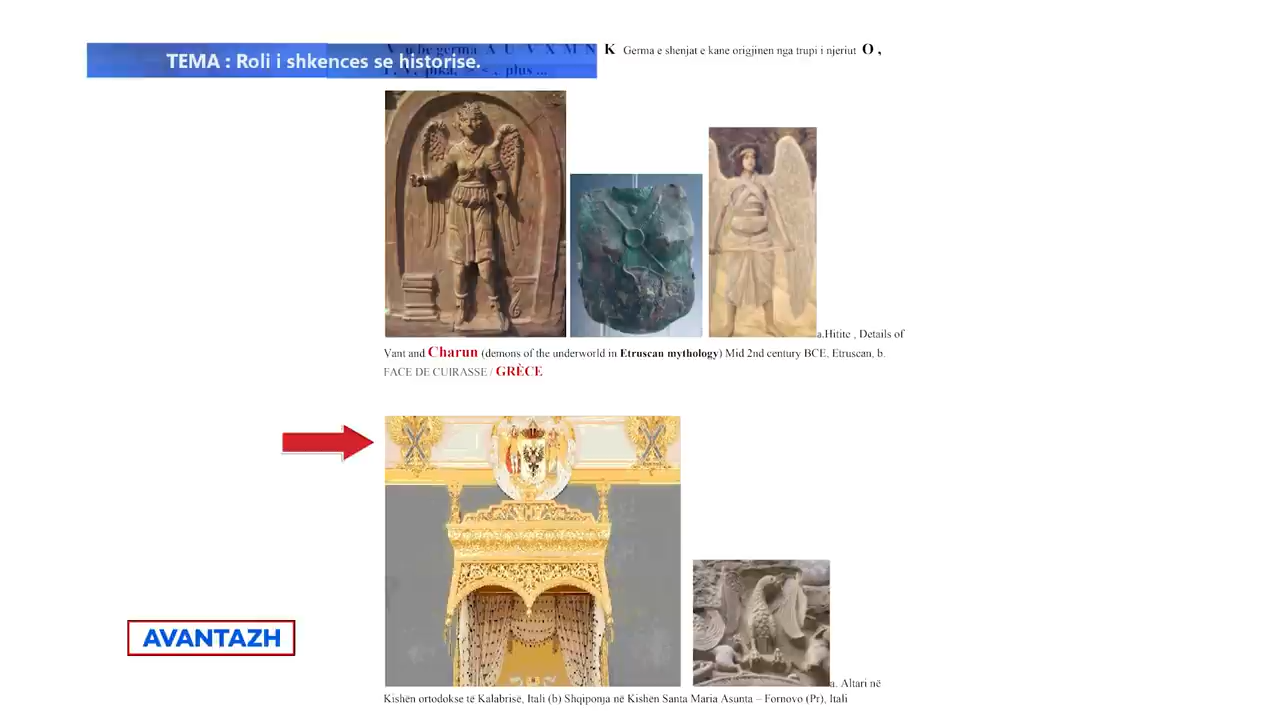 K Germa e shenjat e kane origjinen nga trupi i njeriut O ,
TEMA : Roli i shkences se historise.
plus ...
a.Hitite , Details of
Vant and Charun (demons of the underworld in Etruscan mythology) Mid 2nd century BCE, Etruscan, b.
FACE DE CUIRASSE / GRÈCE
AVANTAZH
a. Altari në
Kishën ortodokse të Kalabrisë, Itali (b) Shqiponja në Kishën Santa Maria Asunta – Fornovo (Pr), Itali